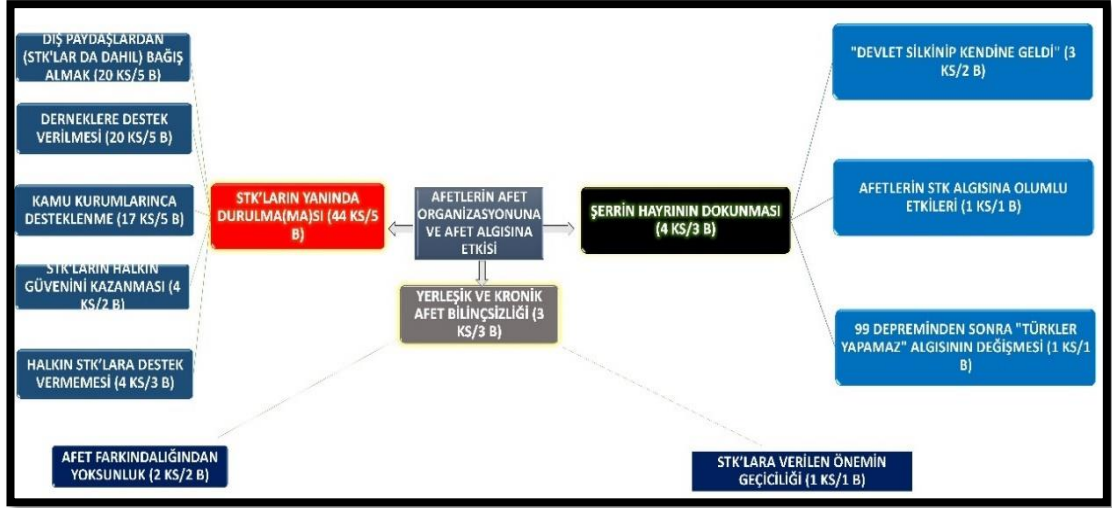 DIŞ PAYDAŞLARDAN
(STK'LAR DA DAHIL) BAĞIŞ
ALMAK (20 KS/5 B)
DERNEKLERE DESTEK
VERİLMESİ (20 KS/5 B)
KAMU KURUMLARINCA
DESTEKLENME (17 KS/5 B)
STK'LARIN HALKIN
GÜVENİNİ KAZANMASI (4
KS/2 B)
HALKIN STK'LARA DESTEK
VERMEMESİ (4 KS/3 B)
STK'LARIN YANINDA
DURULMA(MA)SI (44 KS/5
B)
AFETLERİN AFET
ORGANİZASYONUNA
VE AFET ALGISINA
ETKİSİ
ŞERRİN HAYRININ DOKUNMASI
(4 KS/3 B)
YERLEŞİK VE KRONİK
AFET BİLİNÇSİZLİĞİ (3
KS/3 B)
"DEVLET SİLKİNİP KENDİNE GELDİ" (3
KS/2 B)
AFETLERİN STK ALGISINA OLUMLU
ETKİLERİ (1 KS/1 B)
99 DEPREMİNDEN SONRA "TÜRKLER
YAPAMAZ" ALGISININ DEĞİŞMESİ (1 KS/1
B)
AFET FARKINDALIĞINDAN
YOKSUNLUK (2 KS/2 B)
STK'LARA VERİLEN ÖNEMİN
GEÇİCİLİĞİ (1 KS/1 B)